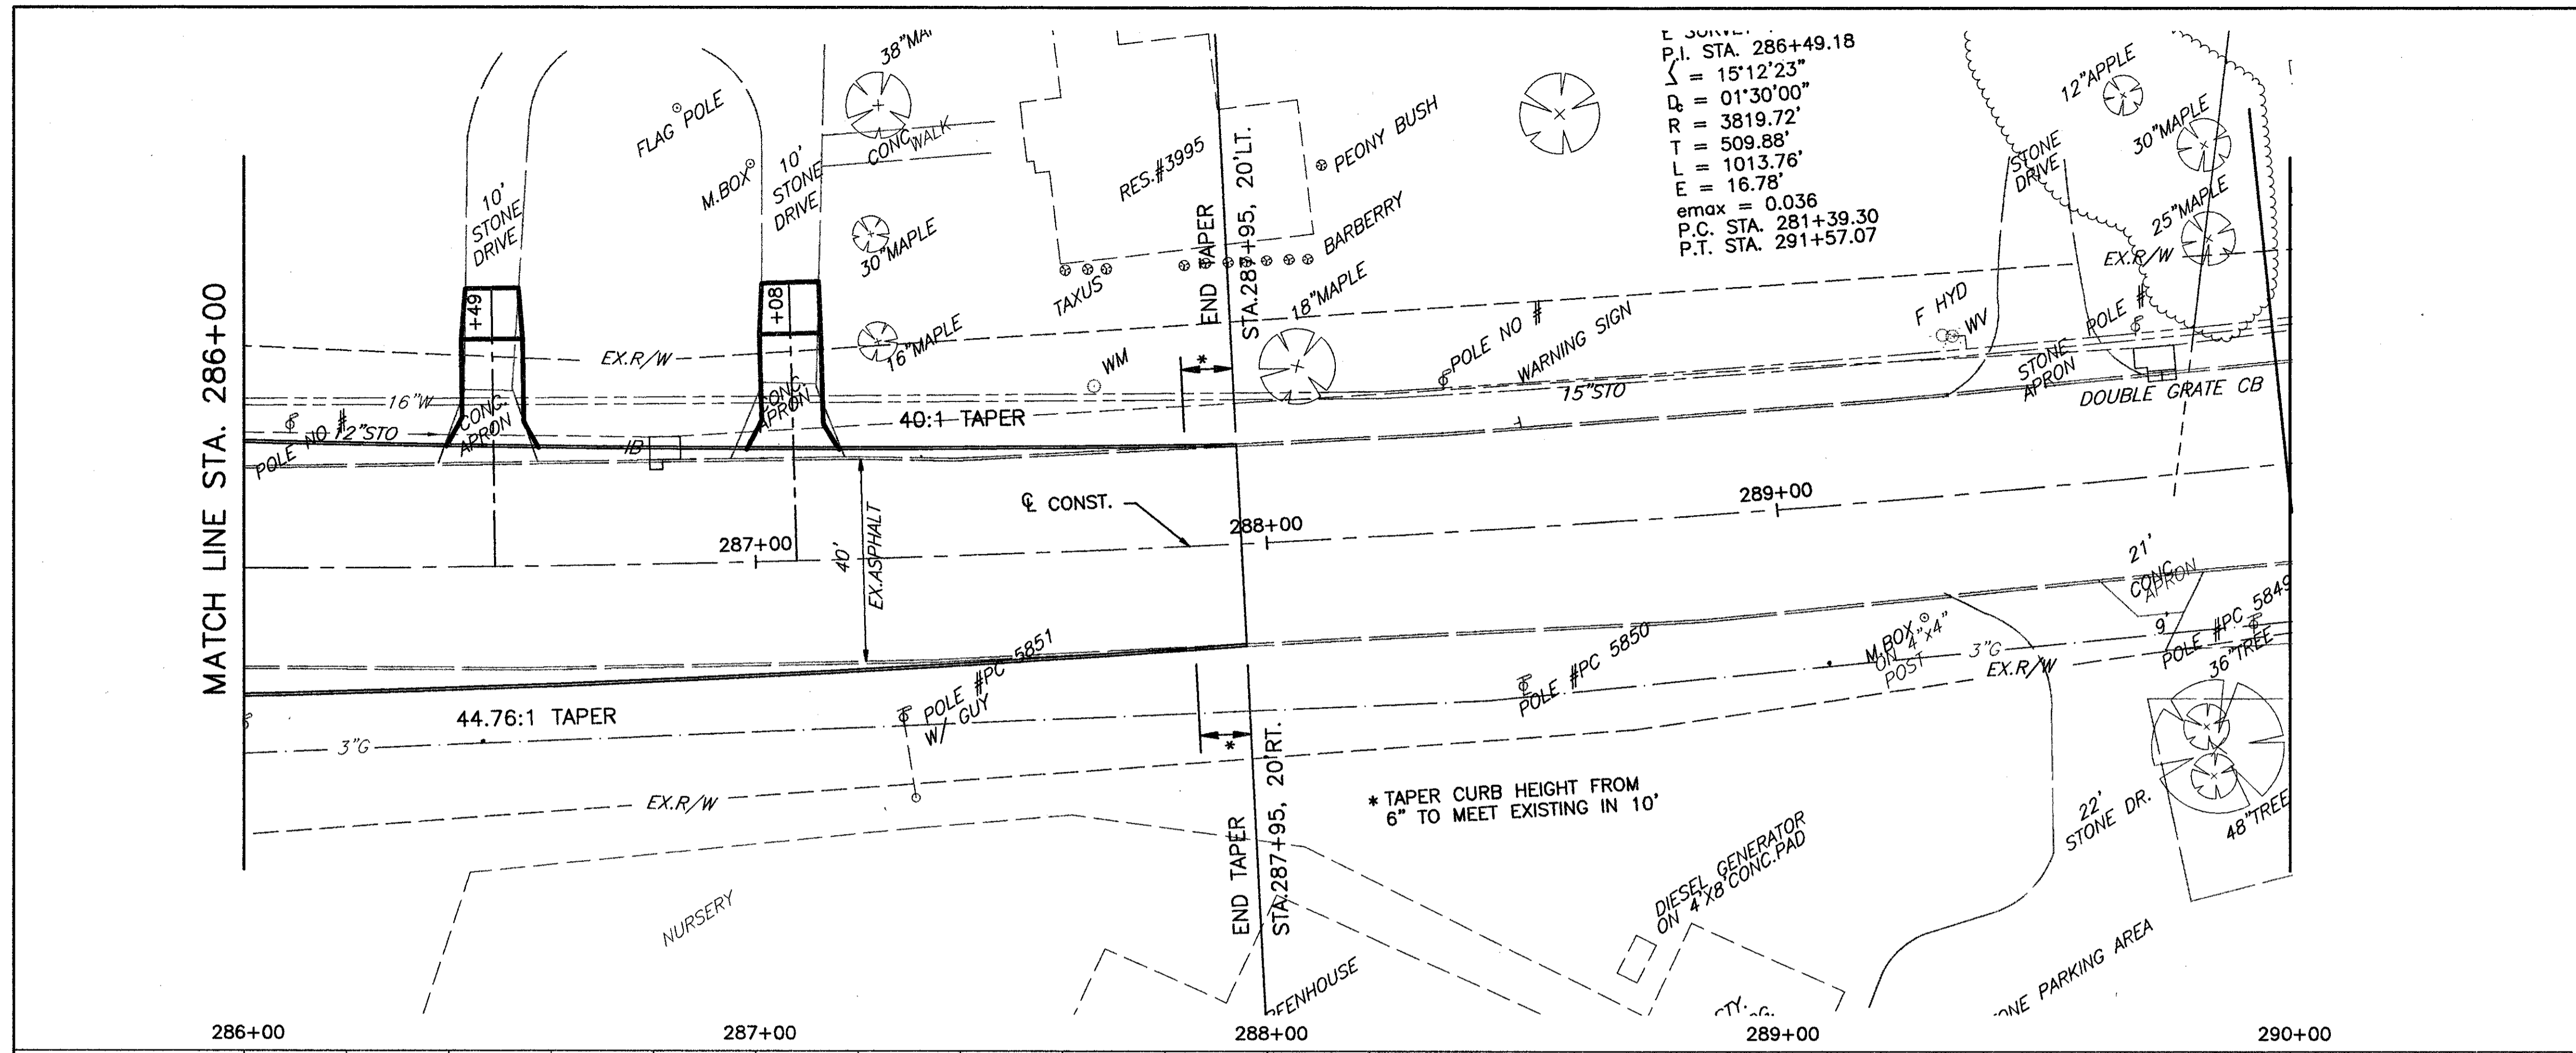 38"MA
P.I. STA. 286+49.18
= 15°12'23"
Dc = 01°30'00"
R = 3819.72'
T = 509.88'
L = 1013.76'
E = 16.78'
emax = 0.036
P.C. STA. 281+39.30
P.T. STA. 291+57.07
12"APPLE
30"MAPLE
25"MAPLE
STONE
DRIVE
EX.R/W
FLAG POLE
M.BOX
10'
STONE
DRIVE
10'
STONE
DRIVE
CONC WALK
30"MAPLE
16"MAPLE
RES.#3995
PEONY BUSH
BARBERRY
TAXUS
18"MAPLE
END TAPER
STA.287+95, 20'LT.
MATCH LINE STA. 286+00
+49
+08
EX.R/W
16"W
CONC.
APRON
CONC.
APRON
POLE NO #
12"STO
IB
WM
*
40:1 TAPER
POLE NO #
WARNING SIGN
15"STO
F HYD
WV
POLE #
STONE
APRON
DOUBLE GRATE CB
℄ CONST.
287+00
288+00
289+00
40'
EX.ASPHALT
21'
CONC.
APRON
9'
POLE #PC 5849
36"TREE
M.BOX
ON 4"x4"
POST
3"G
EX.R/W
POLE #PC 5850
POLE #PC 5851
W/ GUY
44.76:1 TAPER
3"G
EX.R/W
*
END TAPER
STA.287+95, 20'RT.
* TAPER CURB HEIGHT FROM
6" TO MEET EXISTING IN 10'
22'
STONE DR.
48"TREE
DIESEL GENERATOR
ON 4'X8'CONC.PAD
NURSERY
EENHOUSE
TY.
G.
ONE PARKING AREA
286+00
287+00
288+00
289+00
290+00